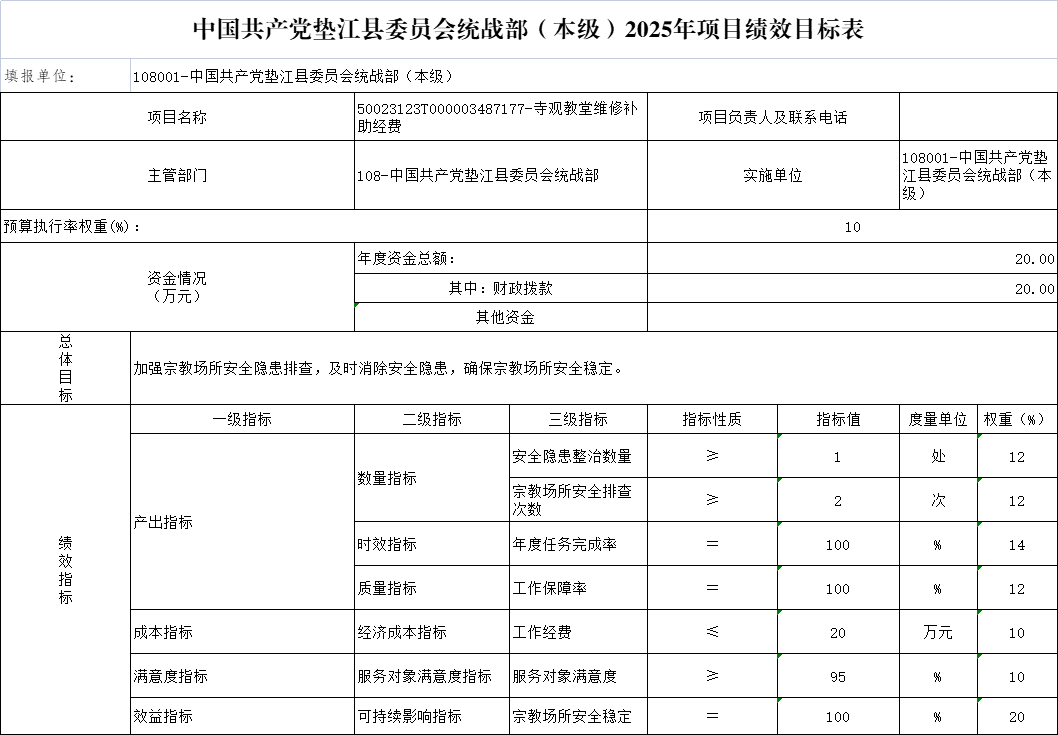 中国共产党垫江县委员会统战部（本级）2025年项目绩效目标表
填报单位： 108001-中国共产党垫江县委员会统战部（本级）
项目名称 50023123T000003487177-寺观教堂维修补助经费 项目负责人及联系电话
主管部门 108-中国共产党垫江县委员会统战部 实施单位 108001-中国共产党垫江县委员会统战部（本级）
预算执行率权重(%)： 10
资金情况（万元） 年度资金总额： 20.00
其中：财政拨款 20.00
其他资金
总体目标 加强宗教场所安全隐患排查，及时消除安全隐患，确保宗教场所安全稳定。
绩效指标 一级指标 二级指标 三级指标 指标性质 指标值 度量单位 权重（%）
产出指标 数量指标 安全隐患整治数量 ≥ 1 处 12
宗教场所安全排查次数 ≥ 2 次 12
时效指标 年度任务完成率 ＝ 100 % 14
质量指标 工作保障率 ＝ 100 % 12
成本指标 经济成本指标 工作经费 ≤ 20 万元 10
满意度指标 服务对象满意度指标 服务对象满意度 ≥ 95 % 10
效益指标 可持续影响指标 宗教场所安全稳定 ＝ 100 % 20